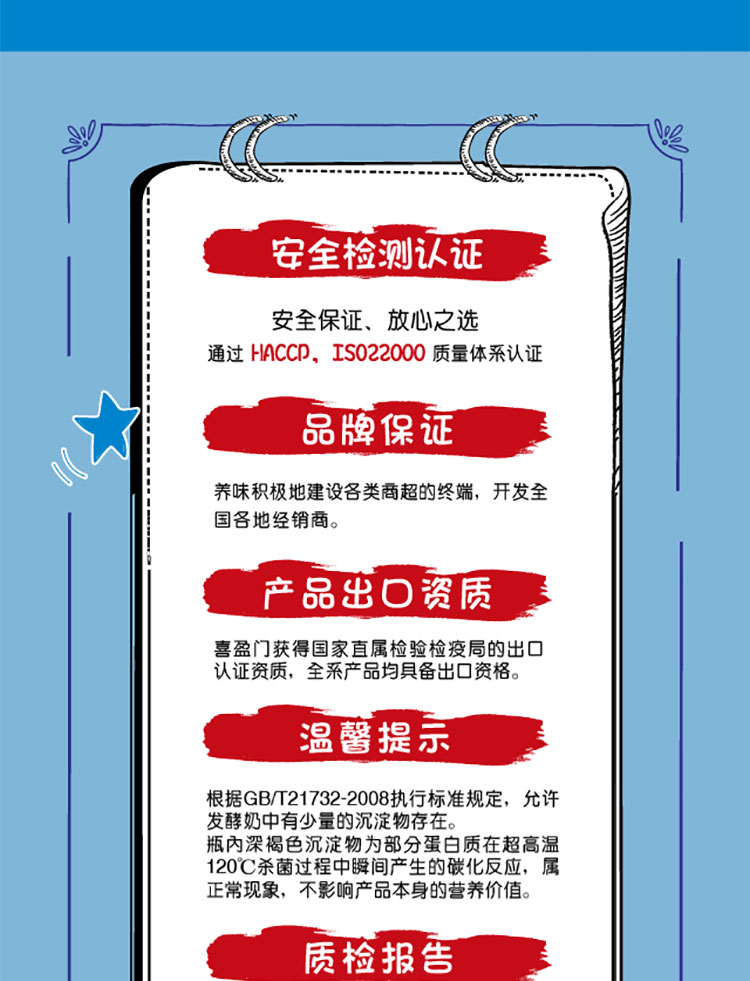 安全检测认证
安全保证、放心之选
通过 HACCP, ISO22000 质量体系认证
品牌保证
养味积极地建设各类商超的终端，开发全
国各地经销商。
产品出口资质
喜盈门获得国家直属检验检疫局的出口
认证资质，全系产品均具备出口资格。
温馨提示
根据GB/T21732-2008执行标准规定，允许
发酵奶中有少量的沉淀物存在。
瓶内深褐色沉淀物为部分蛋白质在超高温
120℃杀菌过程中瞬间产生的碳化反应，属
正常现象，不影响产品本身的营养价值。
质检报告